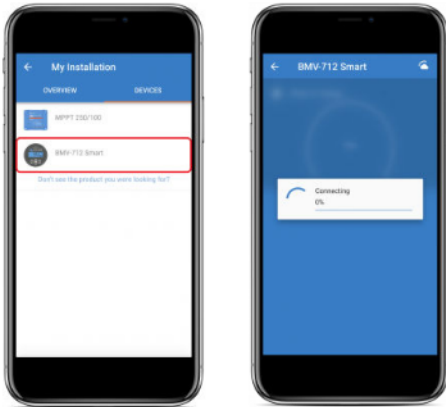 My Installation
OVERVIEW
DEVICES
MPPT 250/100
BMV-712 Smart
Don't see the product you were looking for?
BMV-712 Smart
Connecting
0%